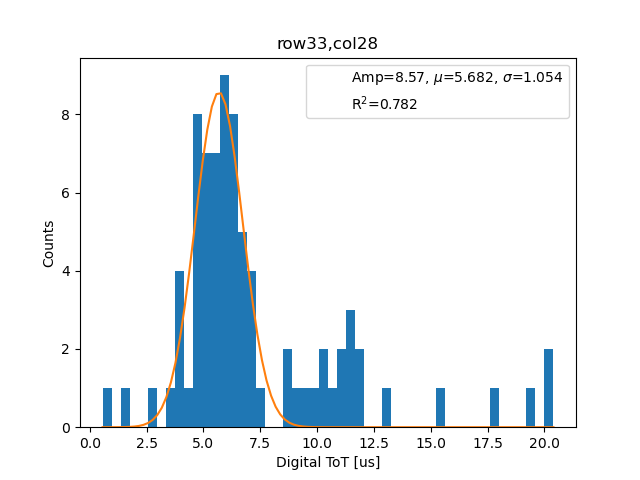 row33,col28
Amp=8.57, μ=5.682, σ=1.054
R²=0.782
8
6
4
2
0
Counts
0.0 2.5 5.0 7.5 10.0 12.5 15.0 17.5 20.0
Digital ToT [us]